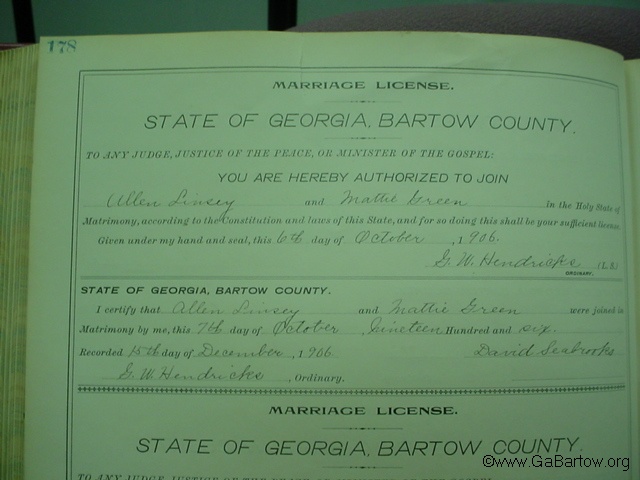 178
MARRIAGE LICENSE.
STATE OF GEORGIA, BARTOW COUNTY.
TO ANY JUDGE, JUSTICE OF THE PEACE, OR MINISTER OF THE GOSPEL:
YOU ARE HEREBY AUTHORIZED TO JOIN
Allen Linsey and Mattie Green in the Holy State of
Matrimony, according to the Constitution and laws of this State, and for so doing this shall be your sufficient license.
Given under my hand and seal, this 6th day of October, 1906.
G. W. Hendricks (L. S.)
ORDINARY.
STATE OF GEORGIA, BARTOW COUNTY.
I certify that Allen Linsey and Mattie Green were joined in
Matrimony by me, this 7th day of October, Nineteen Hundred and six.
Recorded 15th day of December, 1906 David Seabrooks
G. W. Hendricks, Ordinary.
MARRIAGE LICENSE.
STATE OF GEORGIA, BARTOW COUNTY.
©www.GaBartow.org